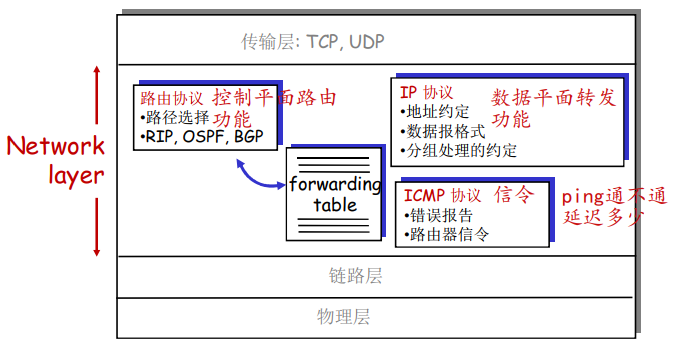 传输层: TCP, UDP
Network
layer
路由协议 控制平面路由
•路径选择 功能
•RIP, OSPF, BGP
forwarding
table
IP 协议
•地址约定
•数据报格式
•分组处理的约定
数据平面转发
功能
ICMP 协议 信令
•错误报告
•路由器信令
ping通不通
延迟多少
链路层
物理层